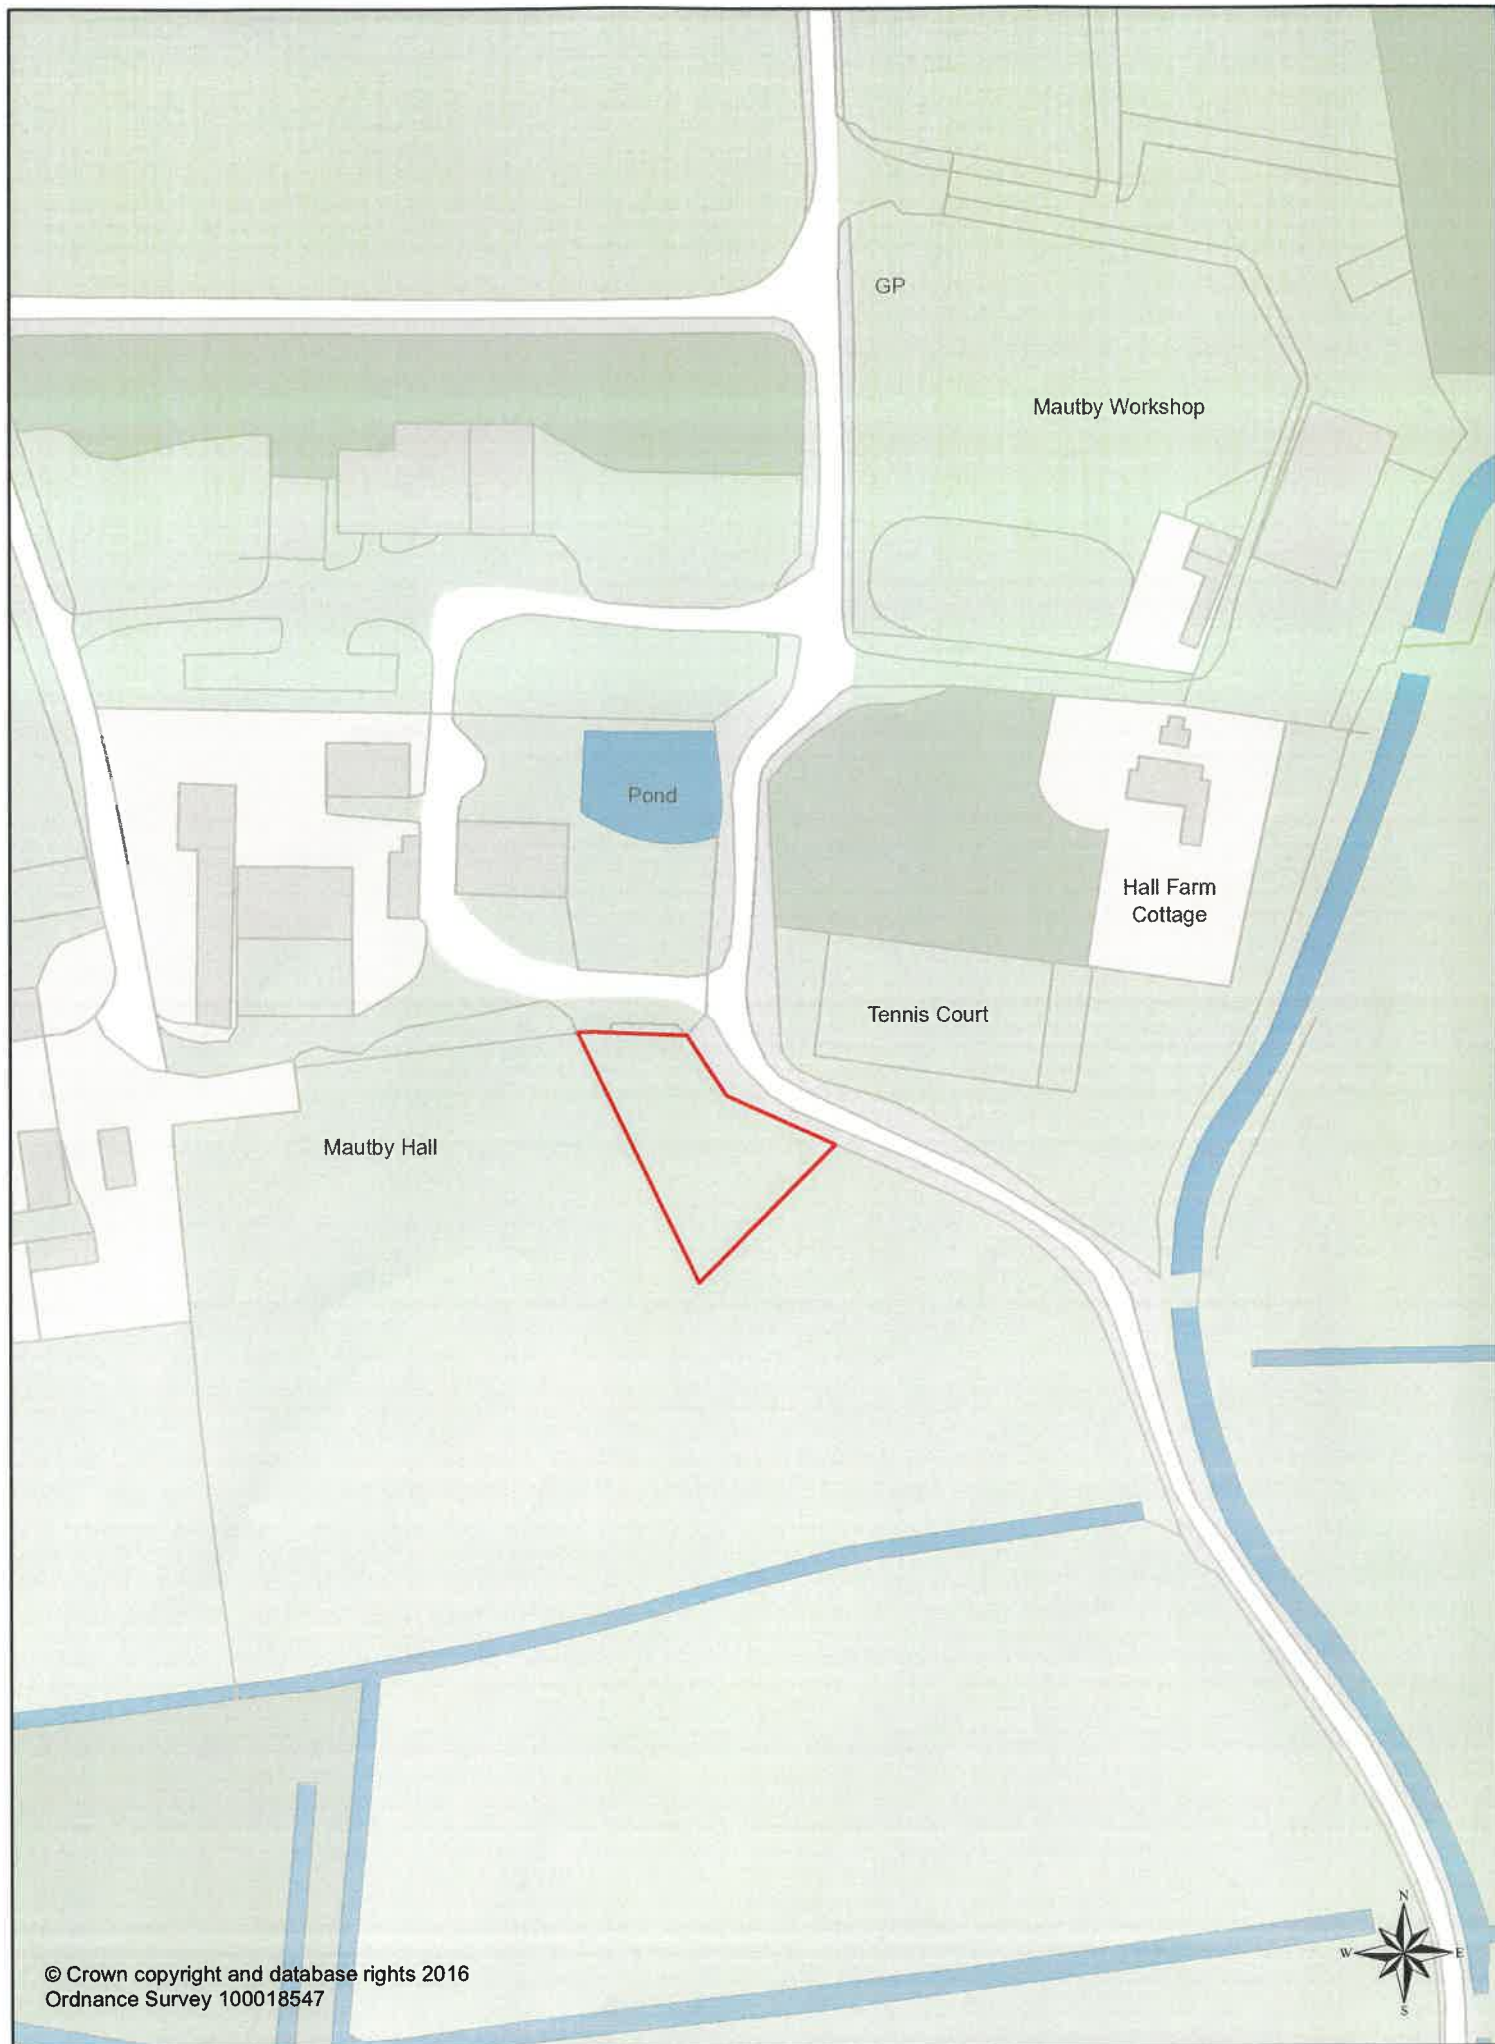 GP
Mautby Workshop
Pond
Hall Farm
Cottage
Tennis Court
Mautby Hall
N
W
E
S
© Crown copyright and database rights 2016
Ordnance Survey 100018547